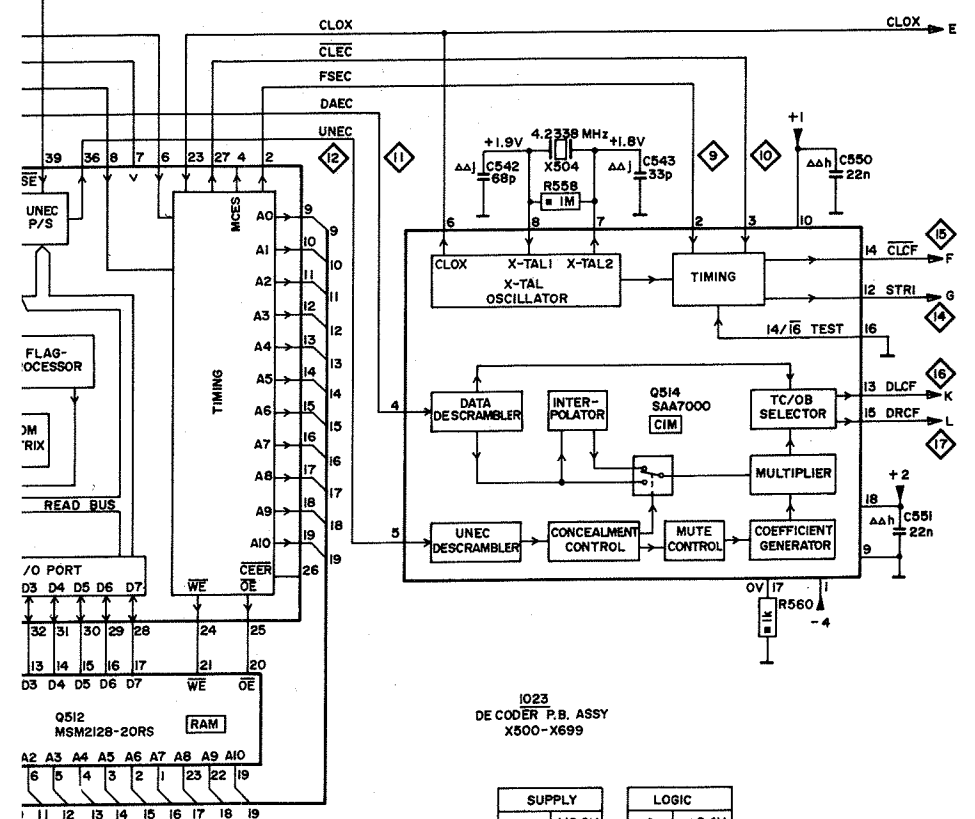 CLOX CLOX E
CLEC
FSEC
DAEC
UNEC
39 36 8 7 6 23 27 4 2
12 11 9 10
+1.9V 4.2338 MHz +1.8V
X504
ΔΔj C542 68p
ΔΔj C543 33p
R558
1M
+1
ΔΔh C550 22n
SE
UNEC P/S
MCES
TIMING
A0 9 9
A1 10 10
A2 11 11
A3 12 12
A4 13 13
A5 14 14
A6 15 15
A7 16 16
A8 17 17
A9 18 18
A10 19 19
CEER 26
WE OE
24 25
FLAG-
OCESSOR
OM
TRIX
READ BUS
/O PORT
D3 D4 D5 D6 D7
32 31 30 29 28
13 14 15 16 17 21 20
D3 D4 D5 D6 D7 WE OE
Q512
MSM2128-20RS
RAM
A2 A3 A4 A5 A6 A7 A8 A9 A10
6 5 4 3 2 1 23 22 19
11 12 13 14 15 16 17 18 19
6 8 7 2 3 10
CLOX X-TAL1 X-TAL2
X-TAL
OSCILLATOR
TIMING
15
14 CLCF F
12 STR1 G
14
14/16 TEST 16
4
DATA
DESCRAMBLER
INTER-
POLATOR
Q514
SAA7000
CIM
TC/OB
SELECTOR
16
13 DLCF K
15 DRCF L
17
MULTIPLIER
5
UNEC
DESCRAMBLER
CONCEALMENT
CONTROL
MUTE
CONTROL
COEFFICIENT
GENERATOR
18
+2
ΔΔh C551
22n
9
0V 17 1
R560
1k
-4
1023
DECODER P.B. ASSY
X500-X699
SUPPLY LOGIC